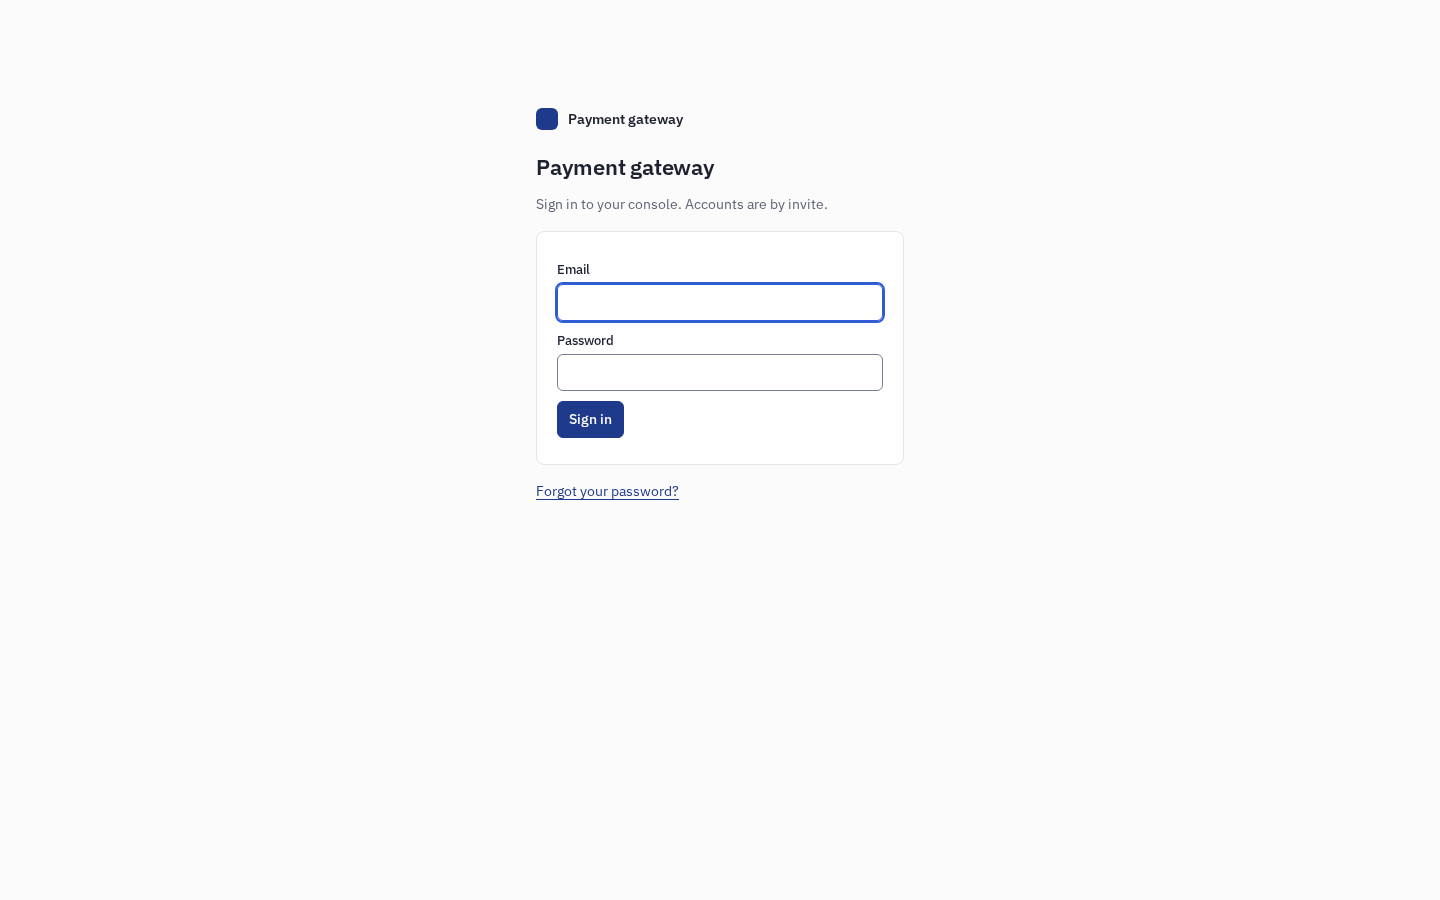 Payment gateway
Payment gateway
Sign in to your console. Accounts are by invite.
Email
Password
Sign in
Forgot your password?